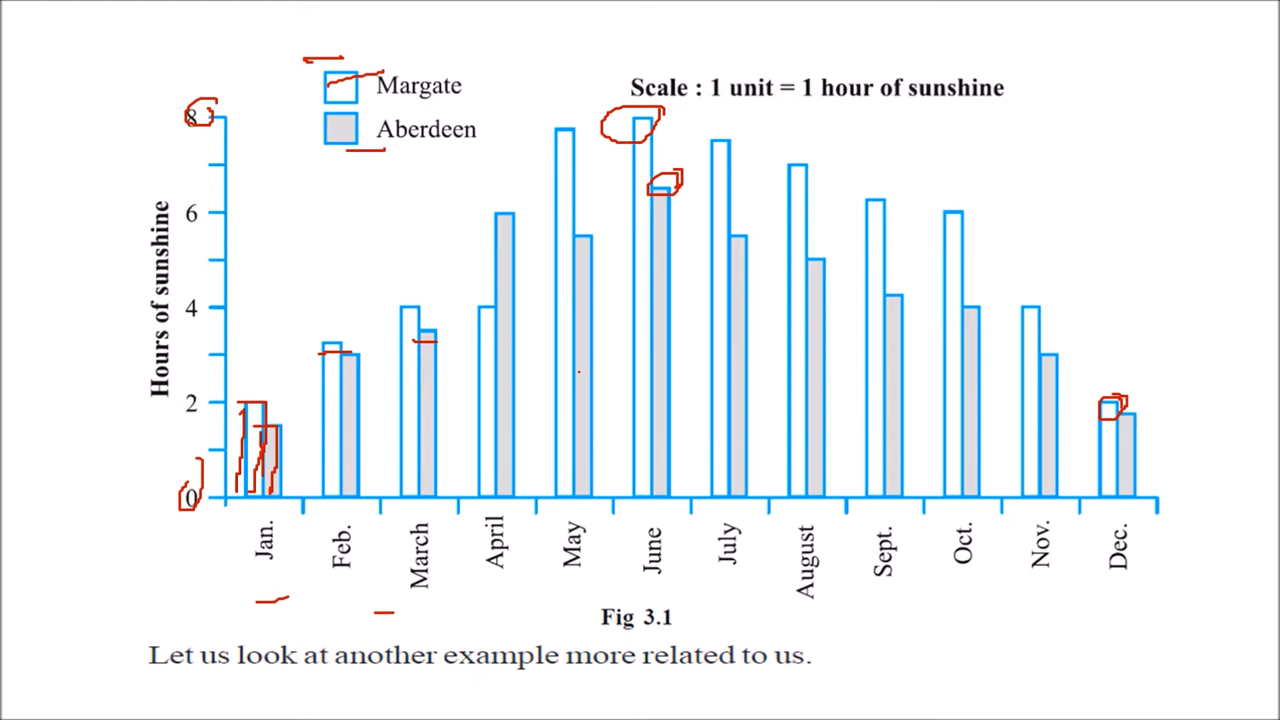 Margate
Scale : 1 unit = 1 hour of sunshine
Aberdeen
8
6
4
2
0
Hours of sunshine
Jan.
Feb.
March
April
May
June
July
August
Sept.
Oct.
Nov.
Dec.
Fig 3.1
Let us look at another example more related to us.